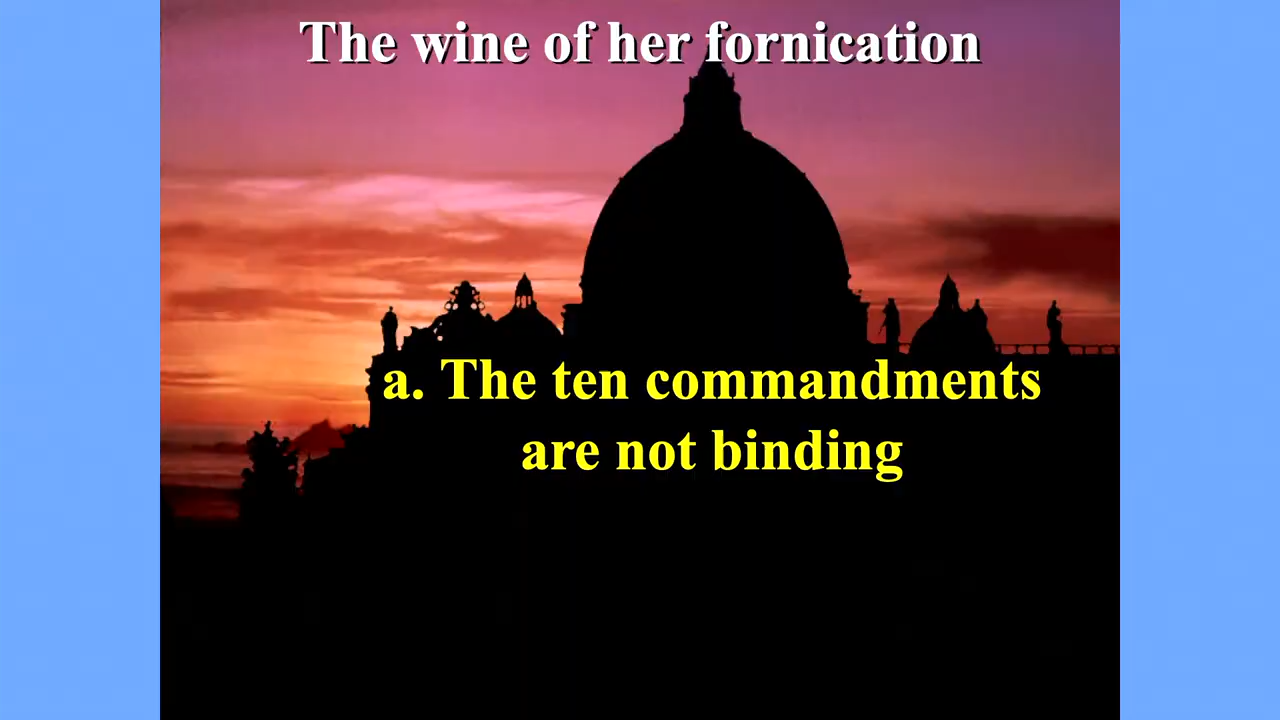 The wine of her fornication
a. The ten commandments
are not binding